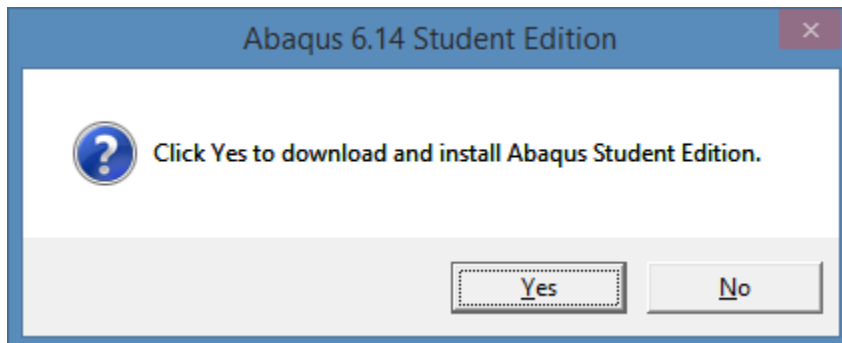 Abaqus 6.14 Student Edition
Click Yes to download and install Abaqus Student Edition.
Yes
No